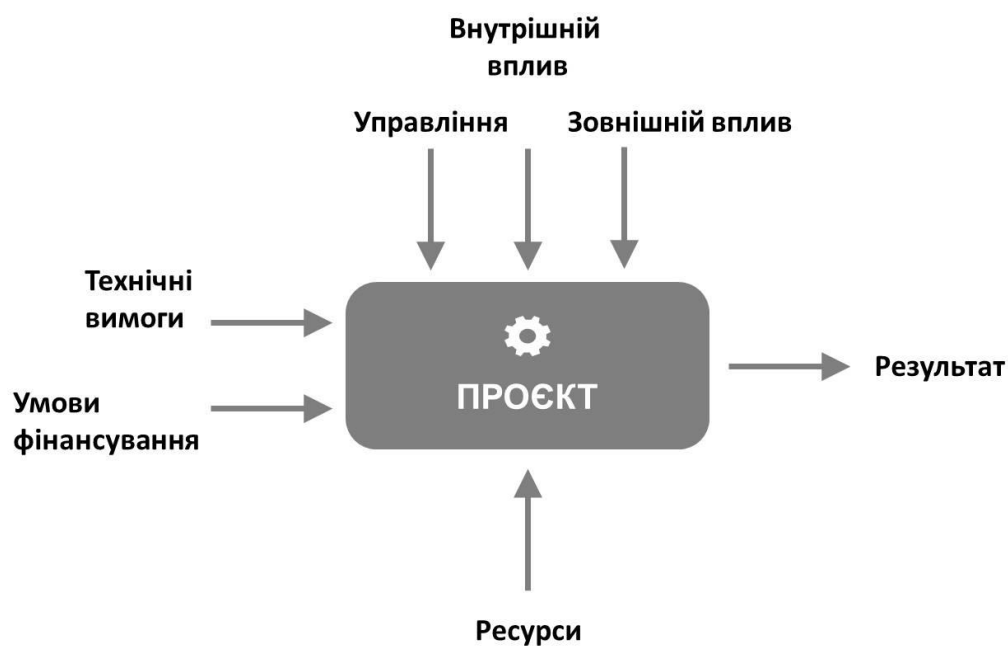 Внутрішній
вплив
Управління
Зовнішній вплив
Технічні
вимоги
Умови
фінансування
ПРОЄКТ
Результат
Ресурси